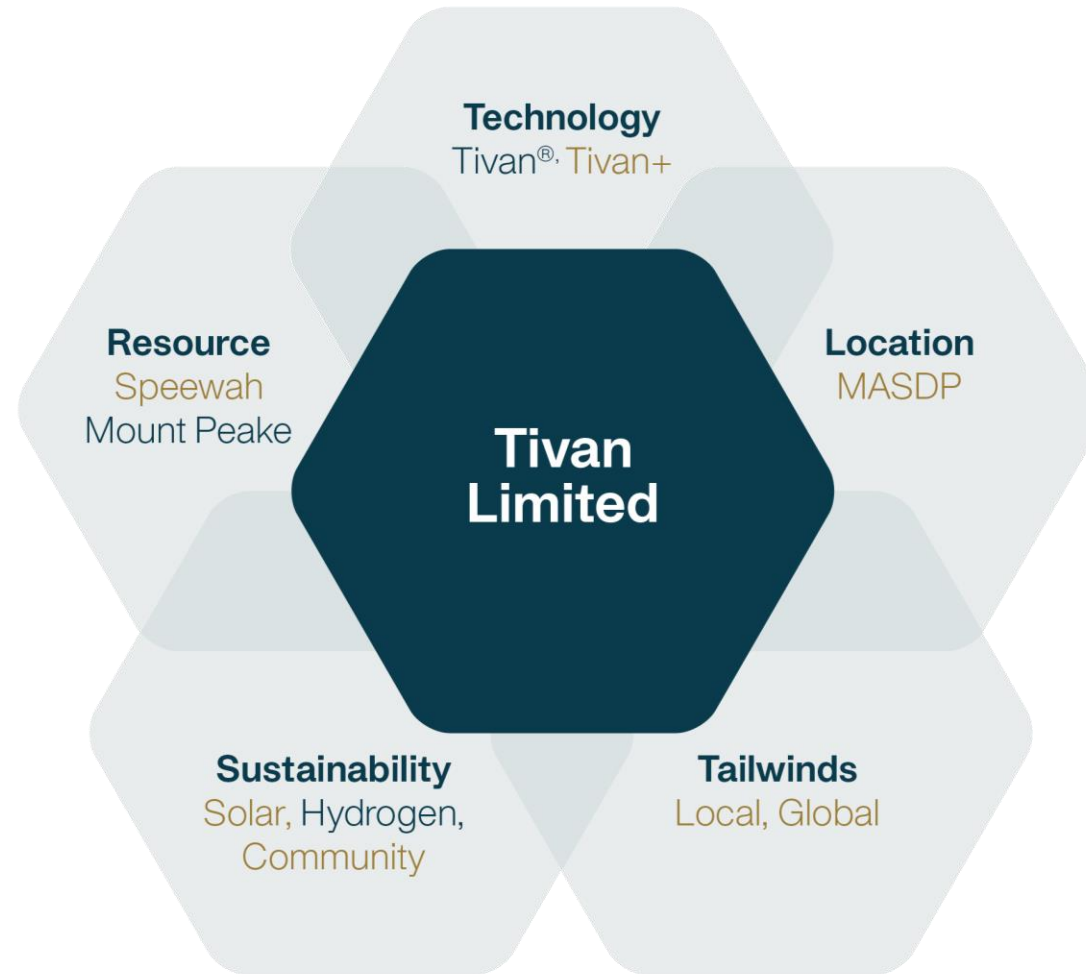 Technology
Tivan®, Tivan+
Resource
Speewah
Mount Peake
Location
MASDP
Tivan
Limited
Sustainability
Solar, Hydrogen,
Community
Tailwinds
Local, Global